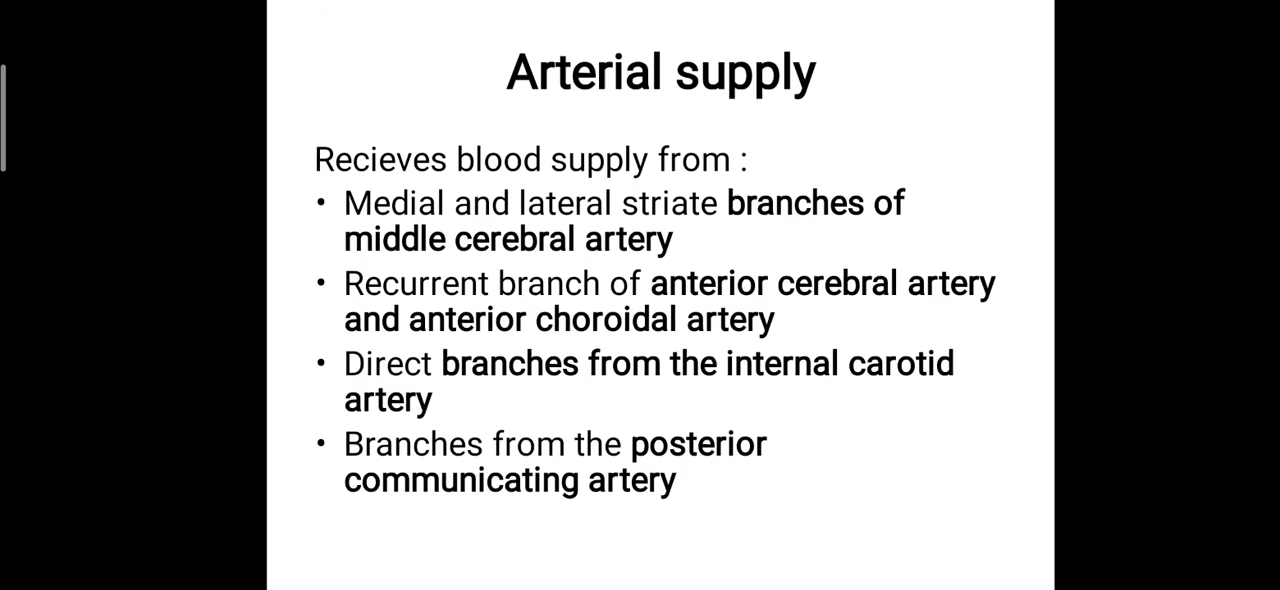 Arterial supply
Recieves blood supply from :
• Medial and lateral striate branches of
middle cerebral artery
• Recurrent branch of anterior cerebral artery
and anterior choroidal artery
• Direct branches from the internal carotid
artery
• Branches from the posterior
communicating artery